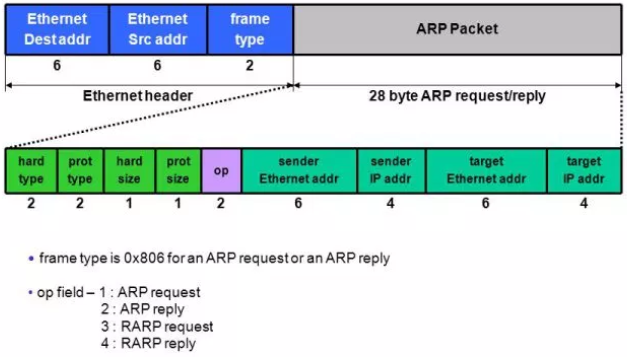 Ethernet Dest addr
Ethernet Src addr
frame type
ARP Packet
6 6 2
Ethernet header
28 byte ARP request/reply
hard type
prot type
hard size
prot size
op
sender Ethernet addr
sender IP addr
target Ethernet addr
target IP addr
2 2 1 1 2 6 4 6 4
• frame type is 0x806 for an ARP request or an ARP reply
• op field – 1 : ARP request
2 : ARP reply
3 : RARP request
4 : RARP reply